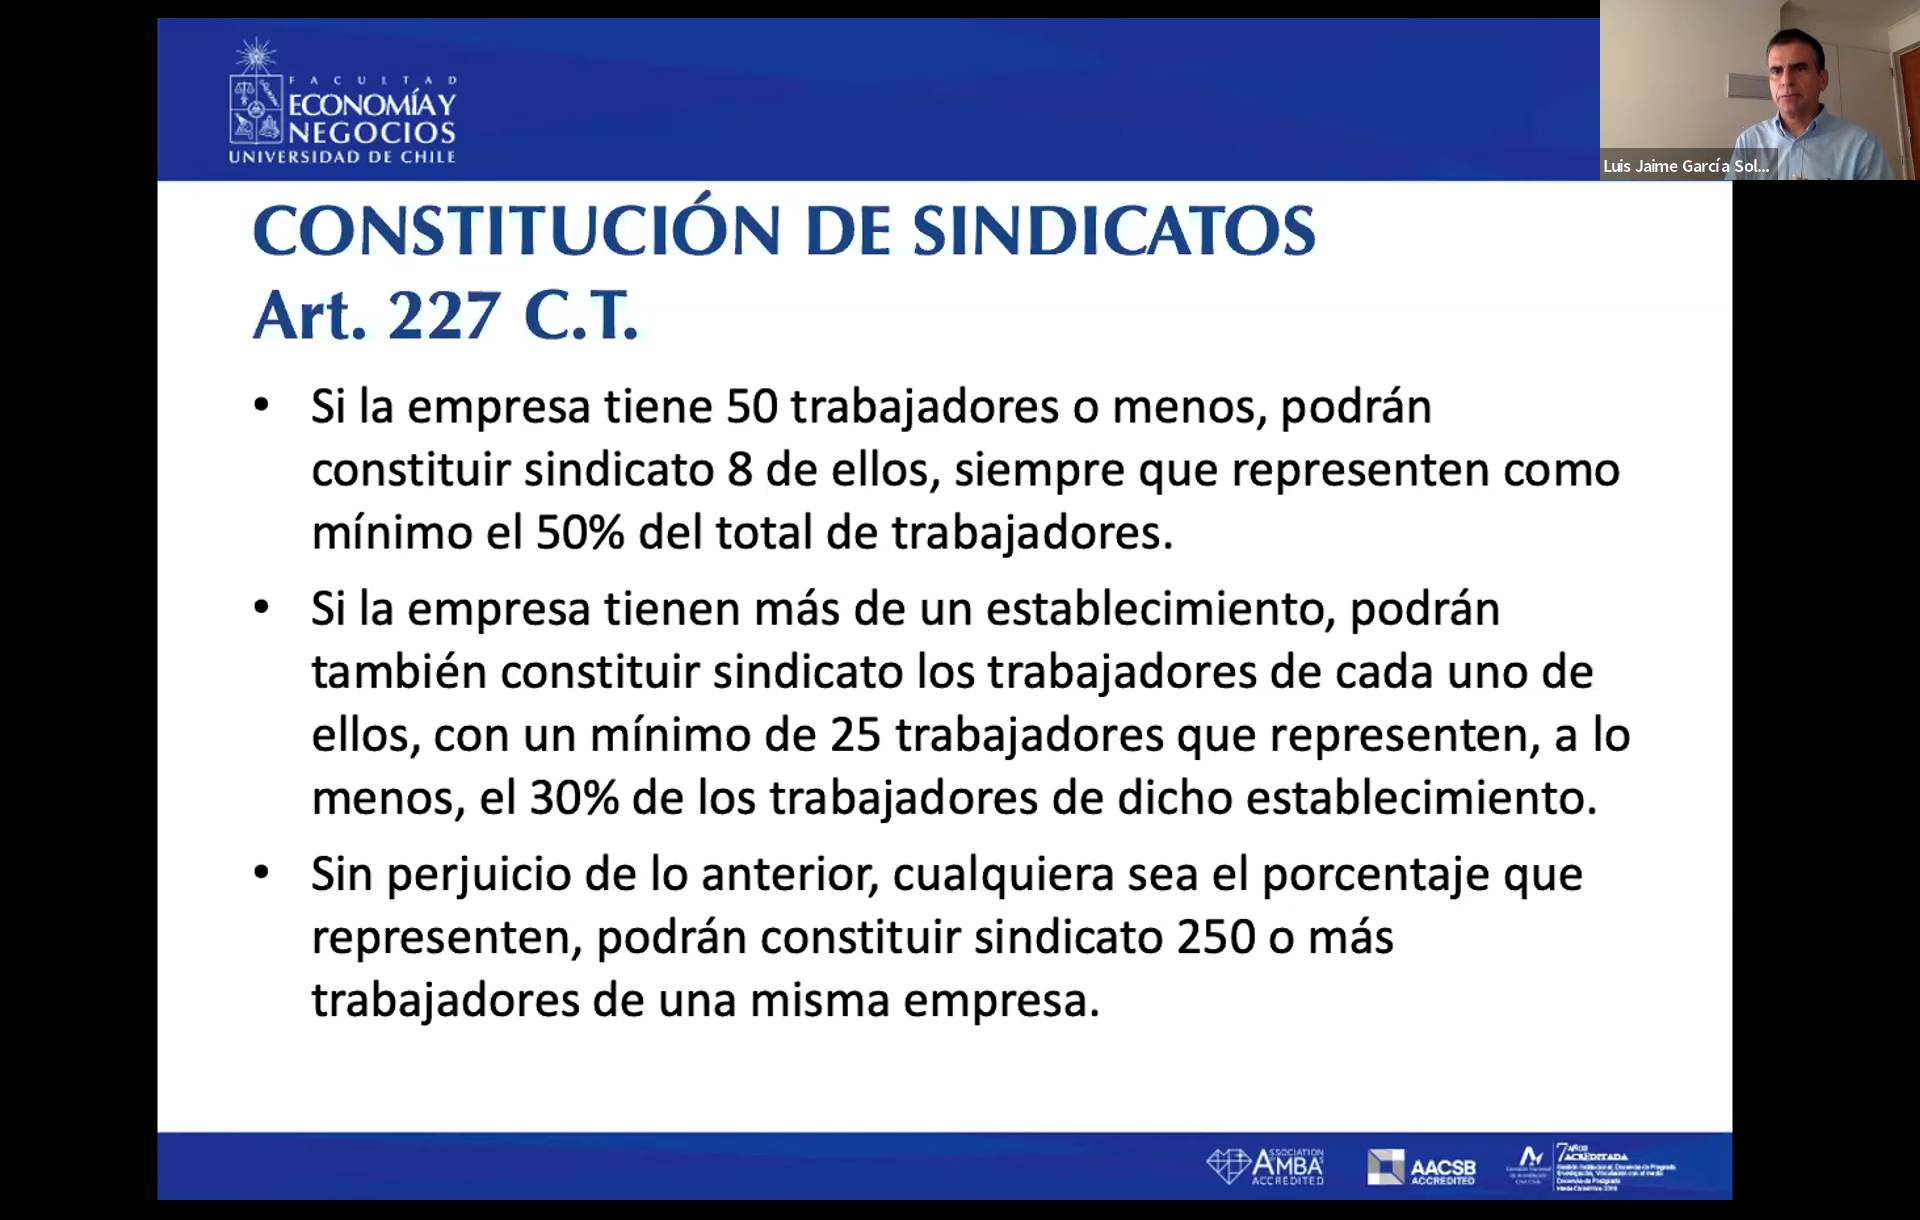 FACULTAD
ECONOMÍA Y
NEGOCIOS
UNIVERSIDAD DE CHILE
Luis Jaime García Sol...
CONSTITUCIÓN DE SINDICATOS
Art. 227 C.T.
• Si la empresa tiene 50 trabajadores o menos, podrán
constituir sindicato 8 de ellos, siempre que representen como
mínimo el 50% del total de trabajadores.
• Si la empresa tienen más de un establecimiento, podrán
también constituir sindicato los trabajadores de cada uno de
ellos, con un mínimo de 25 trabajadores que representen, a lo
menos, el 30% de los trabajadores de dicho establecimiento.
• Sin perjuicio de lo anterior, cualquiera sea el porcentaje que
representen, podrán constituir sindicato 250 o más
trabajadores de una misma empresa.
ASSOCIATION
AMBA
ACCREDITED
AACSB
ACCREDITED
7 AÑOS
ACREDITADA